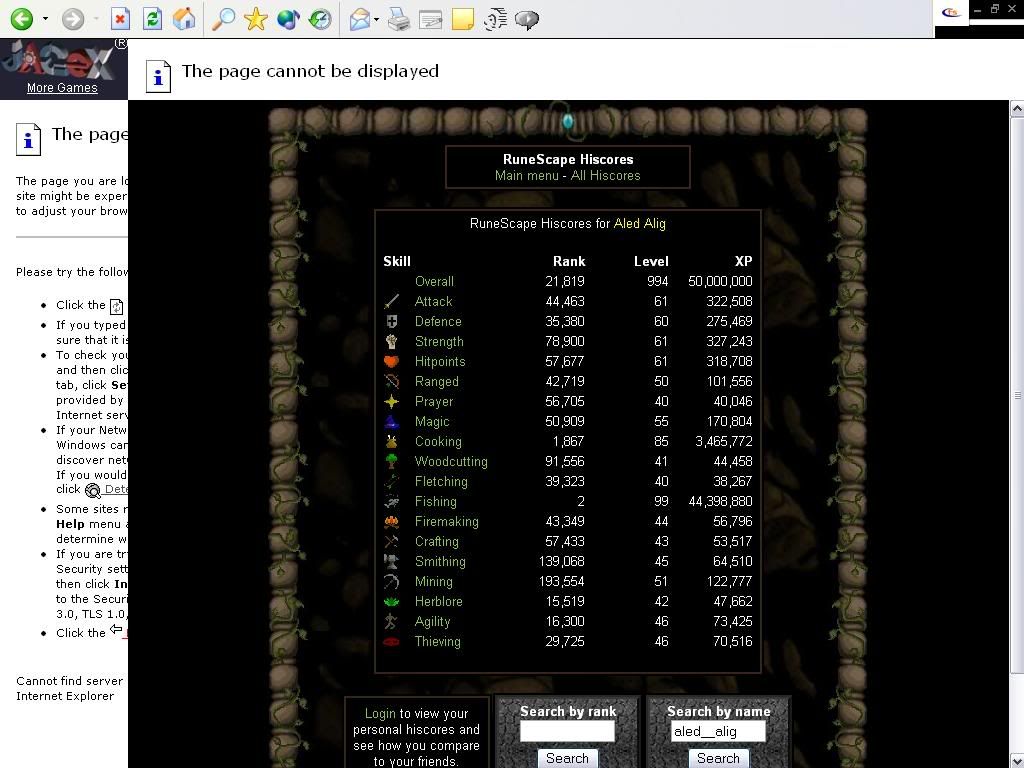 JAGeX ®
More Games
The page cannot be displayed
The page
The page you are lo
site might be exper
to adjust your brow
Please try the follow
Click the
If you typed
sure that it is
To check you
and then clic
tab, click Se
provided by
Internet serv
If your Netw
Windows can
discover netw
If you would
click Dete
Some sites r
Help menu a
determine w
If you are try
Security sett
then click In
to the Securi
3.0, TLS 1.0,
Click the
Cannot find server
Internet Explorer
RuneScape Hiscores
Main menu - All Hiscores
RuneScape Hiscores for Aled Alig
Skill Rank Level XP
Overall 21,819 994 50,000,000
Attack 44,463 61 322,508
Defence 35,380 60 275,469
Strength 78,900 61 327,243
Hitpoints 57,677 61 318,708
Ranged 42,719 50 101,556
Prayer 56,705 40 40,046
Magic 50,909 55 170,804
Cooking 1,867 85 3,465,772
Woodcutting 91,556 41 44,458
Fletching 39,323 40 38,267
Fishing 2 99 44,398,880
Firemaking 43,349 44 56,796
Crafting 57,433 43 53,517
Smithing 139,068 45 64,510
Mining 193,554 51 122,777
Herblore 15,519 42 47,662
Agility 16,300 46 73,425
Thieving 29,725 46 70,516
Login to view your
personal hiscores and
see how you compare
to your friends.
Search by rank
Search
Search by name
aled__alig
Search